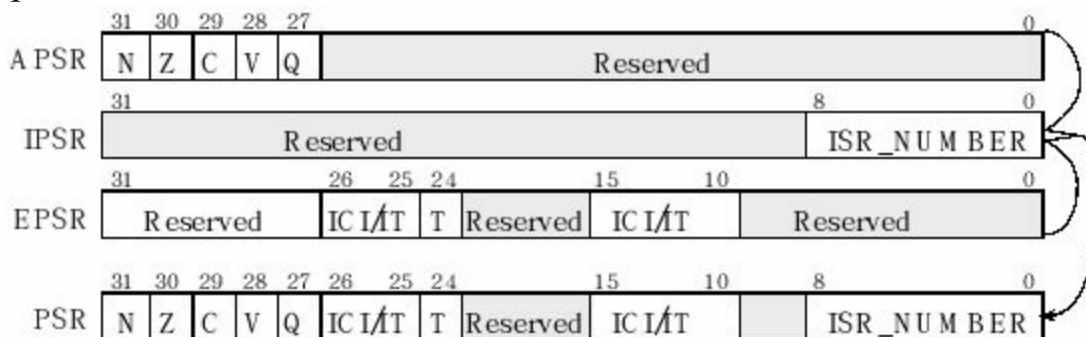 31 30 29 28 27 0
APSR N Z C V Q Reserved
31 8 0
IPSR Reserved ISR_NUMBER
31 26 25 24 15 10 0
EPSR Reserved ICI/IT T Reserved ICI/IT Reserved
31 30 29 28 27 26 25 24 15 10 8 0
PSR N Z C V Q ICI/IT T Reserved ICI/IT ISR_NUMBER